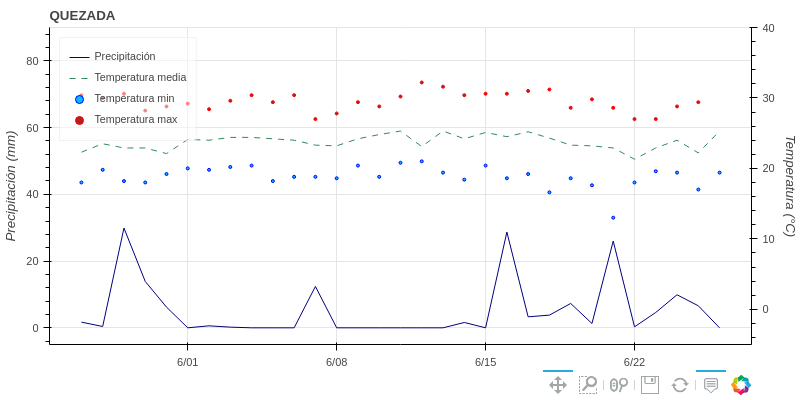 QUEZADA
Precipitación
Temperatura media
Temperatura min
Temperatura max
Precipitación (mm)
80
60
40
20
0
Temperatura (°C)
40
30
20
10
0
6/01
6/08
6/15
6/22